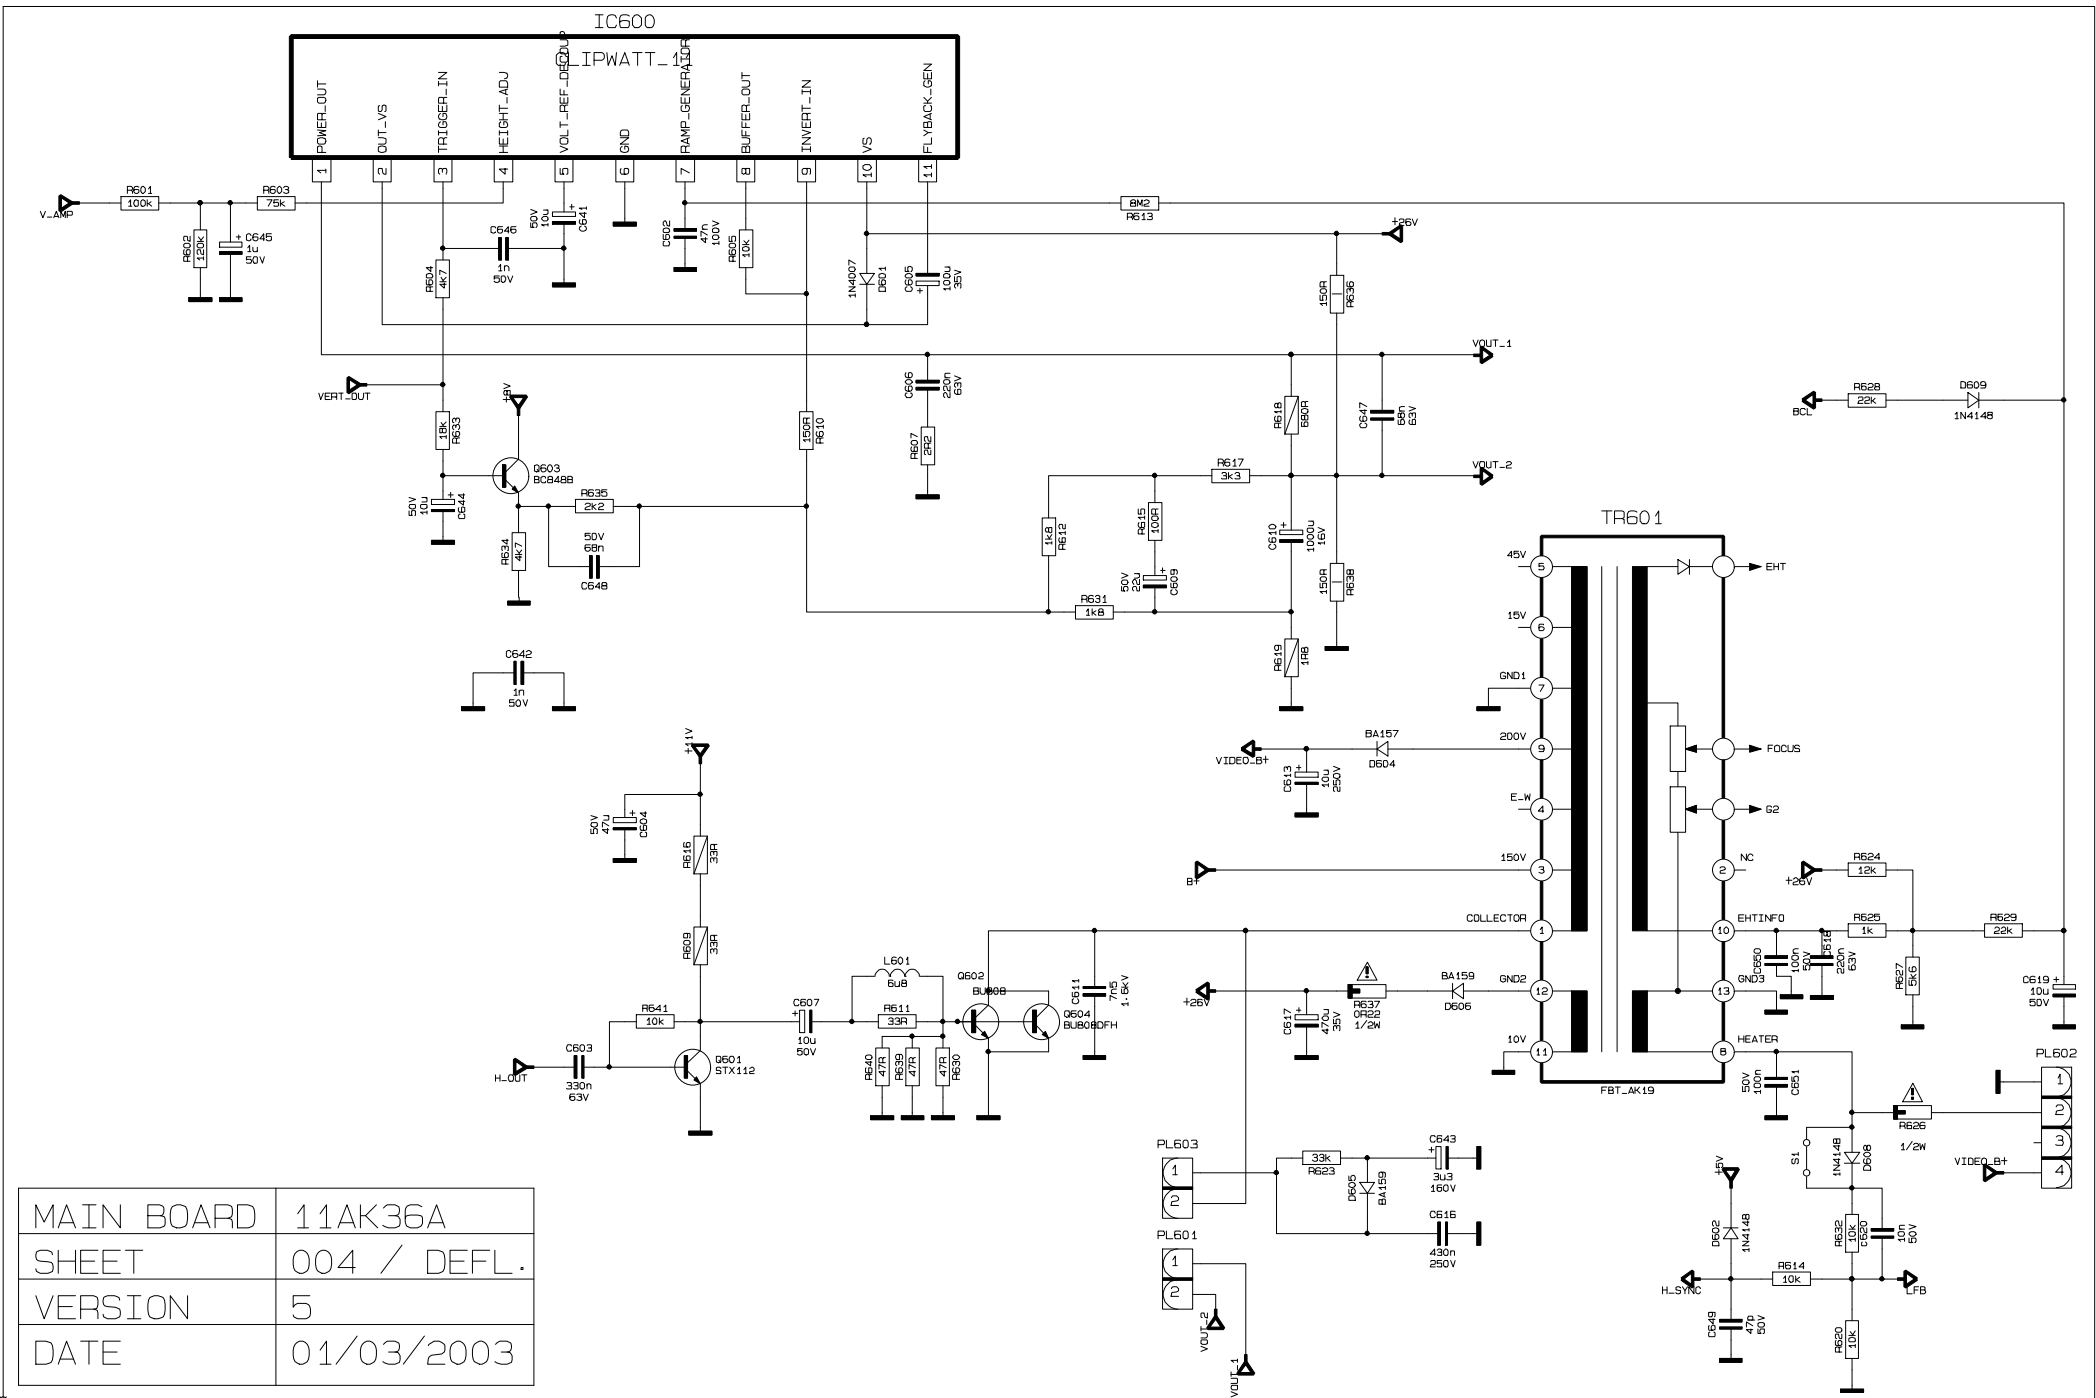 IC600
CLIPWATT_11
POWER_OUT
OUT_VS
TRIGGER_IN
HEIGHT_ADJ
VOLT_REF_DECOUP
GND
RAMP_GENERATOR
BUFFER_OUT
INVERT_IN
VS
FLYBACK_GEN
1
2
3
4
5
6
7
8
9
10
11
V_AMP
R601
100k
R603
75k
R602
120k
C645
1u
50V
R604
4k7
C646
1n
50V
50V
10u
C641
C602
47n
100V
R605
10k
1N4007
D601
C605
100u
35V
8M2
R613
+26V
150R
R636
VOUT_1
VERT_OUT
+8V
18k
R633
Q603
BC848B
50V
10u
C644
R634
4k7
R635
2k2
50V
68n
C648
150R
R610
C606
220n
63V
R607
2R2
R618
680R
C647
68n
63V
VOUT_2
R617
3k3
1k8
R612
R615
100R
50V
22u
C609
C610
1000u
16V
150R
R638
R631
1k8
R619
1R8
BCL
R628
22k
D609
1N4148
C642
1n
50V
TR601
45V
5
15V
6
GND1
7
200V
9
E_W
4
150V
3
COLLECTOR
1
GND2
12
10V
11
EHT
FOCUS
G2
2
NC
10
EHTINFO
13
GND3
8
HEATER
FBT_AK19
VIDEO_B+
BA157
D604
C613
10u
250V
B+
+11V
50V
47u
C604
R616
33R
R609
33R
R641
10k
C603
330n
63V
H_OUT
Q601
STX112
C607
10u
50V
L601
6u8
R611
33R
R640
47R
R639
47R
47R
R630
Q602
BU808
Q604
BU808DFH
C611
7n5
1.6kV
+26V
C617
470u
35V
R637
0R22
1/2W
BA159
D606
+26V
R624
12k
R625
1k
R629
22k
C650
100n
50V
C618
220n
63V
R627
5k6
C619
10u
50V
50V
100n
C651
R626
1/2W
PL602
1
2
3
4
VIDEO_B+
S1
1N4148
D608
+5V
D602
1N4148
R632
10k
C620
10n
50V
H_SYNC
R614
10k
LFB
C649
47p
50V
R620
10k
PL603
1
2
33k
R623
D605
BA159
C643
3u3
160V
C616
430n
250V
PL601
1
2
VOUT_2
VOUT_1
MAIN BOARD 11AK36A
SHEET 004 / DEFL.
VERSION 5
DATE 01/03/2003